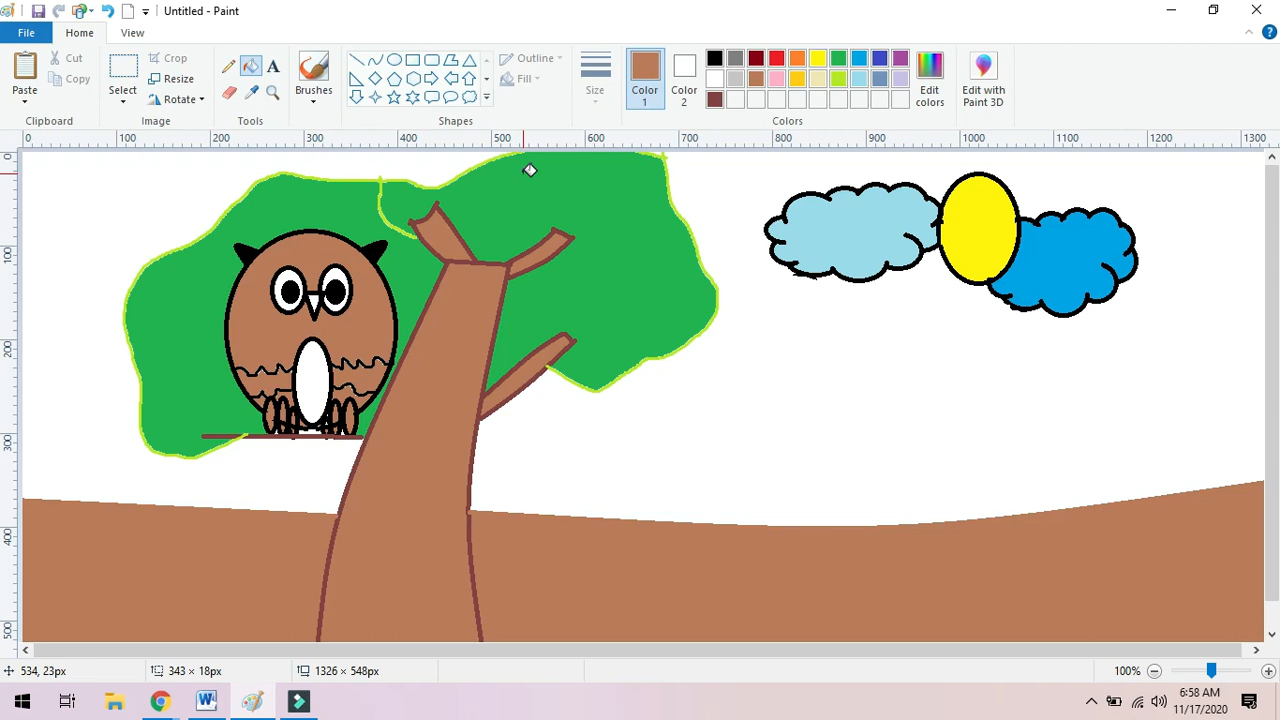 Untitled - Paint
File Home View
Paste
Cut
Copy
Clipboard
Select
Crop
Resize
Rotate
Image
A
Tools
Brushes
Shapes
Outline
Fill
Size
Color 1
Color 2
Edit colors
Edit with Paint 3D
Colors
0 100 200 300 400 500 600 700 800 900 1000 1100 1200 1300
0
100
200
300
400
500
534, 23px 343 × 18px 1326 × 548px 100%
6:58 AM
11/17/2020